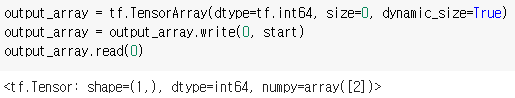 output_array = tf.TensorArray(dtype=tf.int64, size=0, dynamic_size=True)
output_array = output_array.write(0, start)
output_array.read(0)
<tf.Tensor: shape=(1,), dtype=int64, numpy=array([2])>